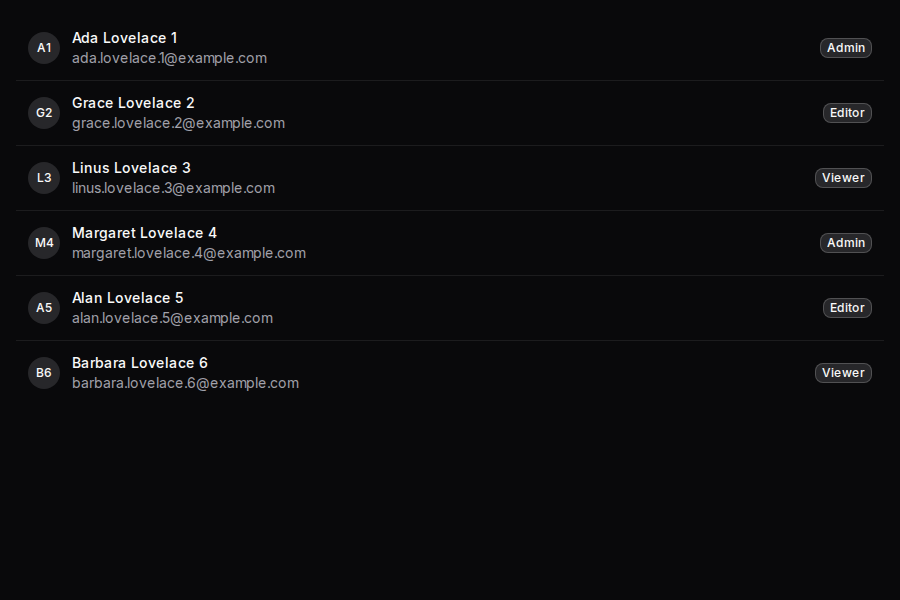 A1
Ada Lovelace 1
ada.lovelace.1@example.com
Admin
G2
Grace Lovelace 2
grace.lovelace.2@example.com
Editor
L3
Linus Lovelace 3
linus.lovelace.3@example.com
Viewer
M4
Margaret Lovelace 4
margaret.lovelace.4@example.com
Admin
A5
Alan Lovelace 5
alan.lovelace.5@example.com
Editor
B6
Barbara Lovelace 6
barbara.lovelace.6@example.com
Viewer